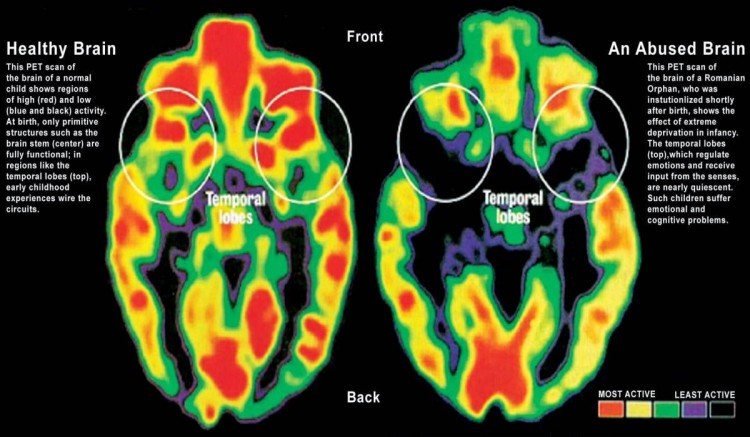 Healthy Brain
This PET scan of
the brain of a normal
child shows regions
of high (red) and low
(blue and black) activity.
At birth, only primitive
structures such as the
brain stem (center) are
fully functional; in
regions like the
temporal lobes (top),
early childhood
experiences wire the
circuits.
Front
Temporal
lobes
Back
An Abused Brain
This PET scan of
the brain of a Romanian
Orphan, who was
institutionlized shortly
after birth, shows the
effect of extreme
deprivation in infancy.
The temporal lobes
(top),which regulate
emotions and receive
input from the senses,
are nearly quiescent.
Such children suffer
emotional and
cognitive problems.
Temporal
lobes
MOST ACTIVE LEAST ACTIVE